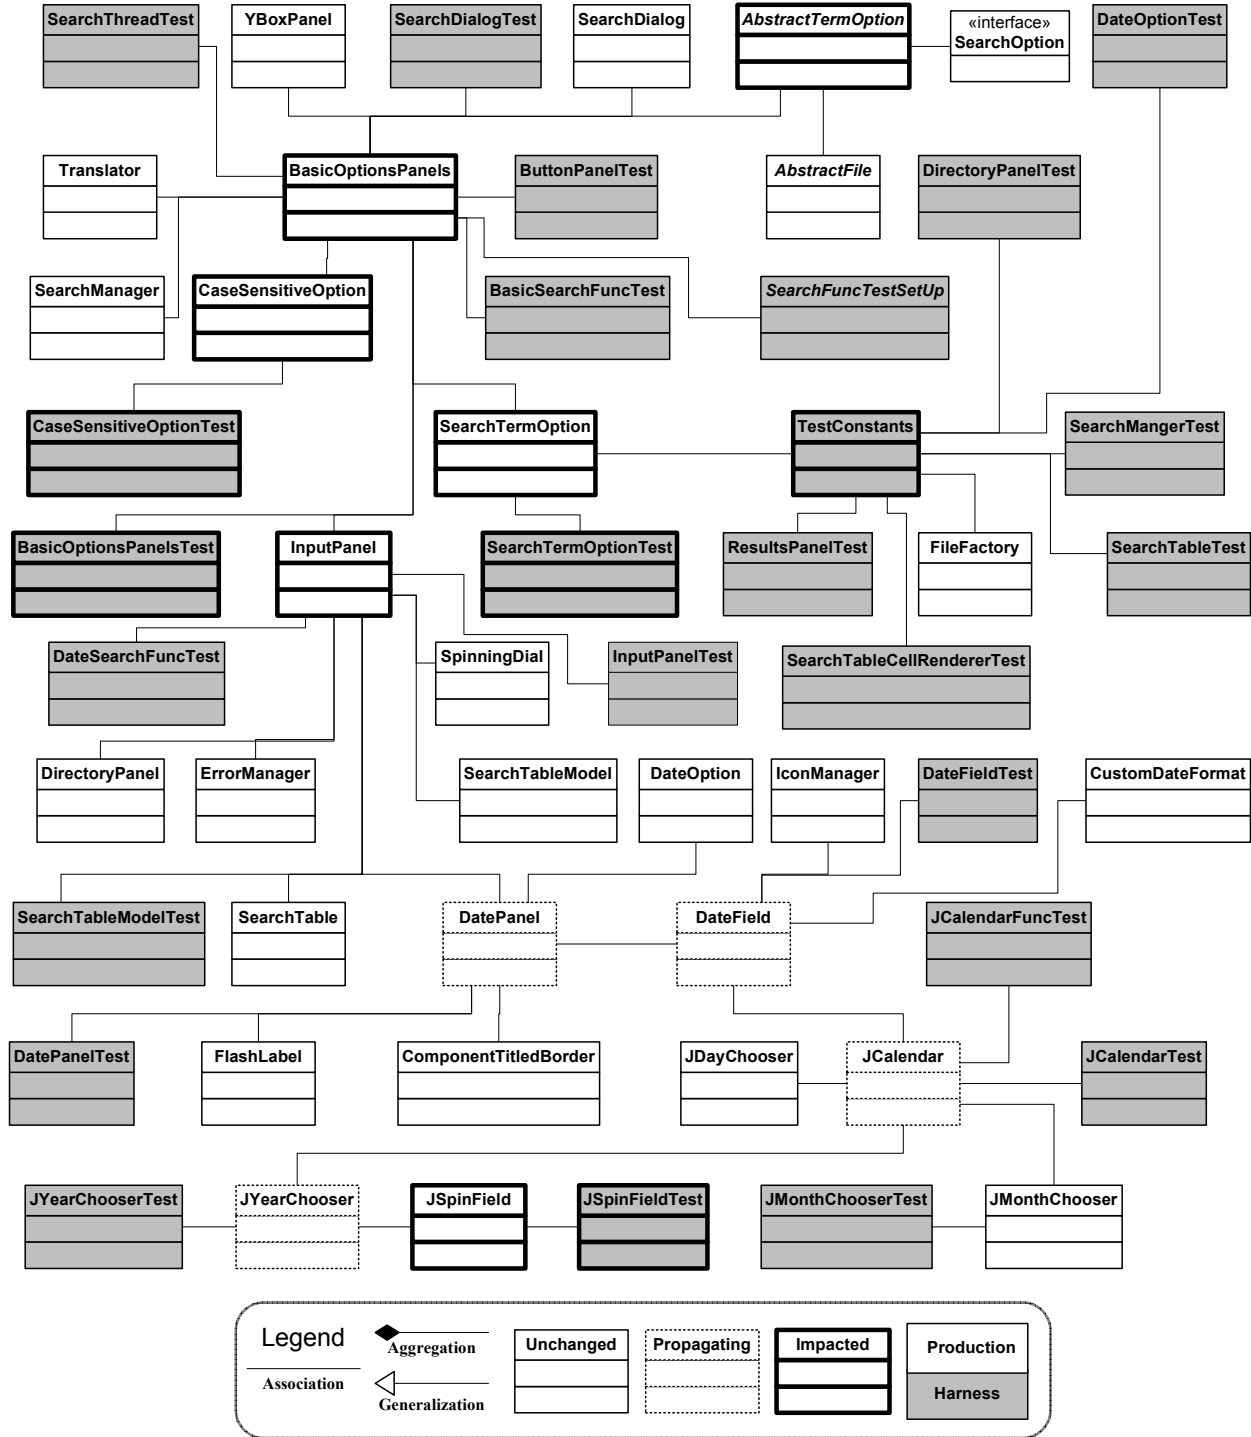 SearchThreadTest
YBoxPanel
SearchDialogTest
SearchDialog
AbstractTermOption
«interface»
SearchOption
DateOptionTest
Translator
BasicOptionsPanels
ButtonPanelTest
AbstractFile
DirectoryPanelTest
SearchManager
CaseSensitiveOption
BasicSearchFuncTest
SearchFuncTestSetUp
CaseSensitiveOptionTest
SearchTermOption
TestConstants
SearchMangerTest
BasicOptionsPanelsTest
InputPanel
SearchTermOptionTest
ResultsPanelTest
FileFactory
SearchTableTest
DateSearchFuncTest
SpinningDial
InputPanelTest
SearchTableCellRendererTest
DirectoryPanel
ErrorManager
SearchTableModel
DateOption
IconManager
DateFieldTest
CustomDateFormat
SearchTableModelTest
SearchTable
DatePanel
DateField
JCalendarFuncTest
DatePanelTest
FlashLabel
ComponentTitledBorder
JDayChooser
JCalendar
JCalendarTest
JYearChooserTest
JYearChooser
JSpinField
JSpinFieldTest
JMonthChooserTest
JMonthChooser
Legend
Association
Aggregation
Generalization
Unchanged
Propagating
Impacted
Production
Harness